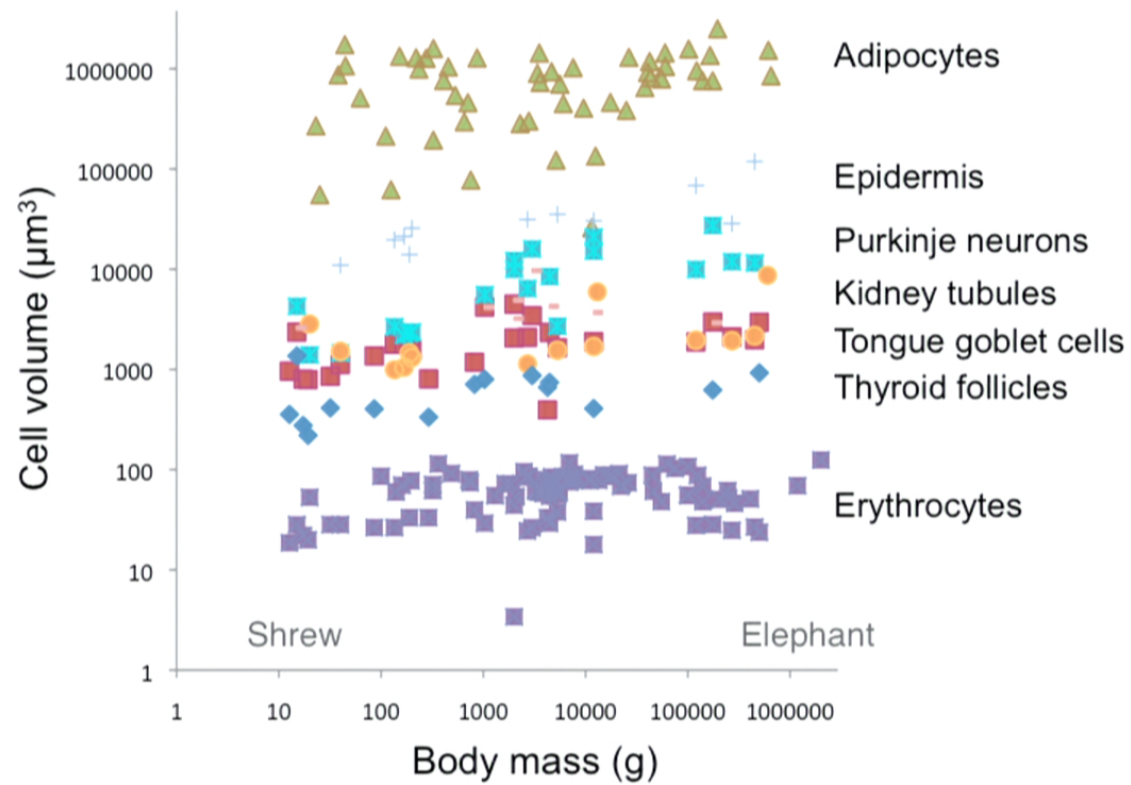 Cell volume (μm³)
1000000
100000
10000
1000
100
10
1
Adipocytes
Epidermis
Purkinje neurons
Kidney tubules
Tongue goblet cells
Thyroid follicles
Erythrocytes
Shrew
Elephant
1 10 100 1000 10000 100000 1000000
Body mass (g)